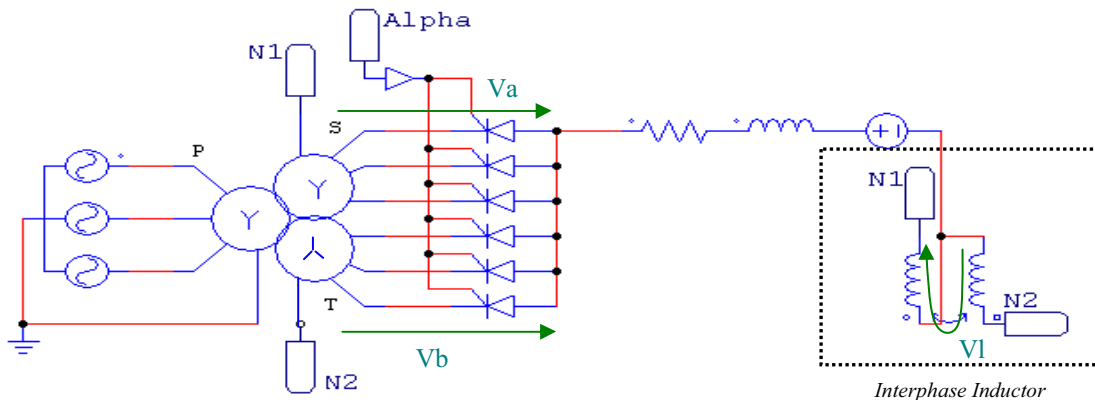 Alpha
N1
Va
S
P
Y
Y
Y
T
Vb
N2
N1
N2
Vl
Interphase Inductor